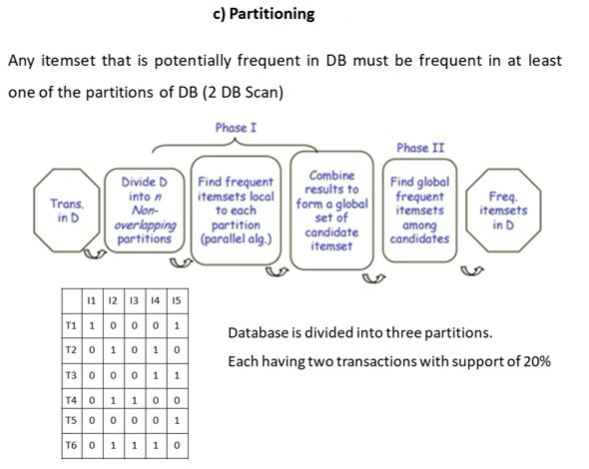 c) Partitioning
Any itemset that is potentially frequent in DB must be frequent in at least
one of the partitions of DB (2 DB Scan)
Phase I
Phase II
Trans.
in D
Divide D
into n
Non-
overlapping
partitions
Find frequent
itemsets local
to each
partition
(parallel alg.)
Combine
results to
form a global
set of
candidate
itemset
Find global
frequent
itemsets
among
candidates
Freq.
itemsets
in D
I1 I2 I3 I4 I5
T1 1 0 0 0 1
T2 0 1 0 1 0
T3 0 0 0 1 1
T4 0 1 1 0 0
T5 0 0 0 0 1
T6 0 1 1 1 0
Database is divided into three partitions.
Each having two transactions with support of 20%